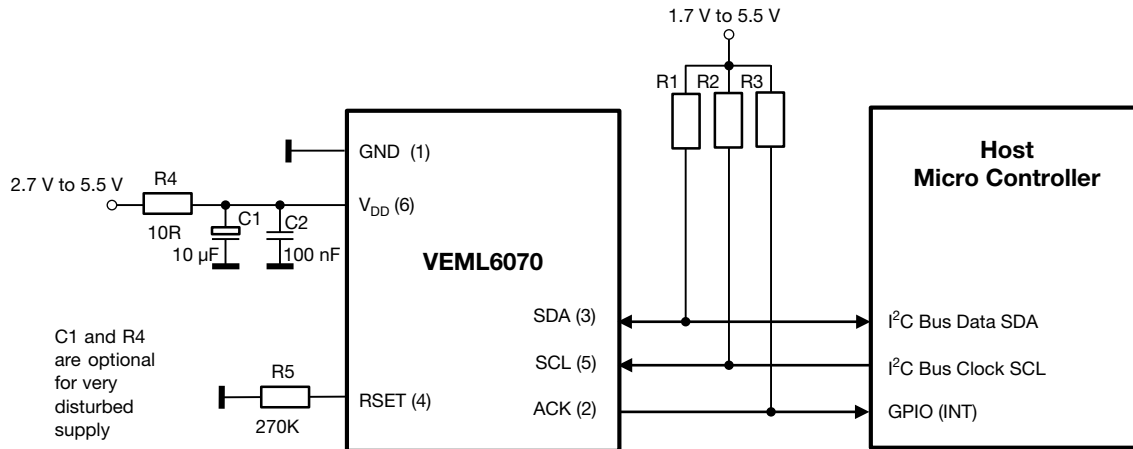 1.7 V to 5.5 V
R1 R2 R3
GND (1)
2.7 V to 5.5 V
R4
10R
V_DD (6)
C1
10 µF
C2
100 nF
VEML6070
Host
Micro Controller
SDA (3)
I²C Bus Data SDA
SCL (5)
I²C Bus Clock SCL
ACK (2)
GPIO (INT)
C1 and R4
are optional
for very
disturbed
supply
R5
270K
RSET (4)